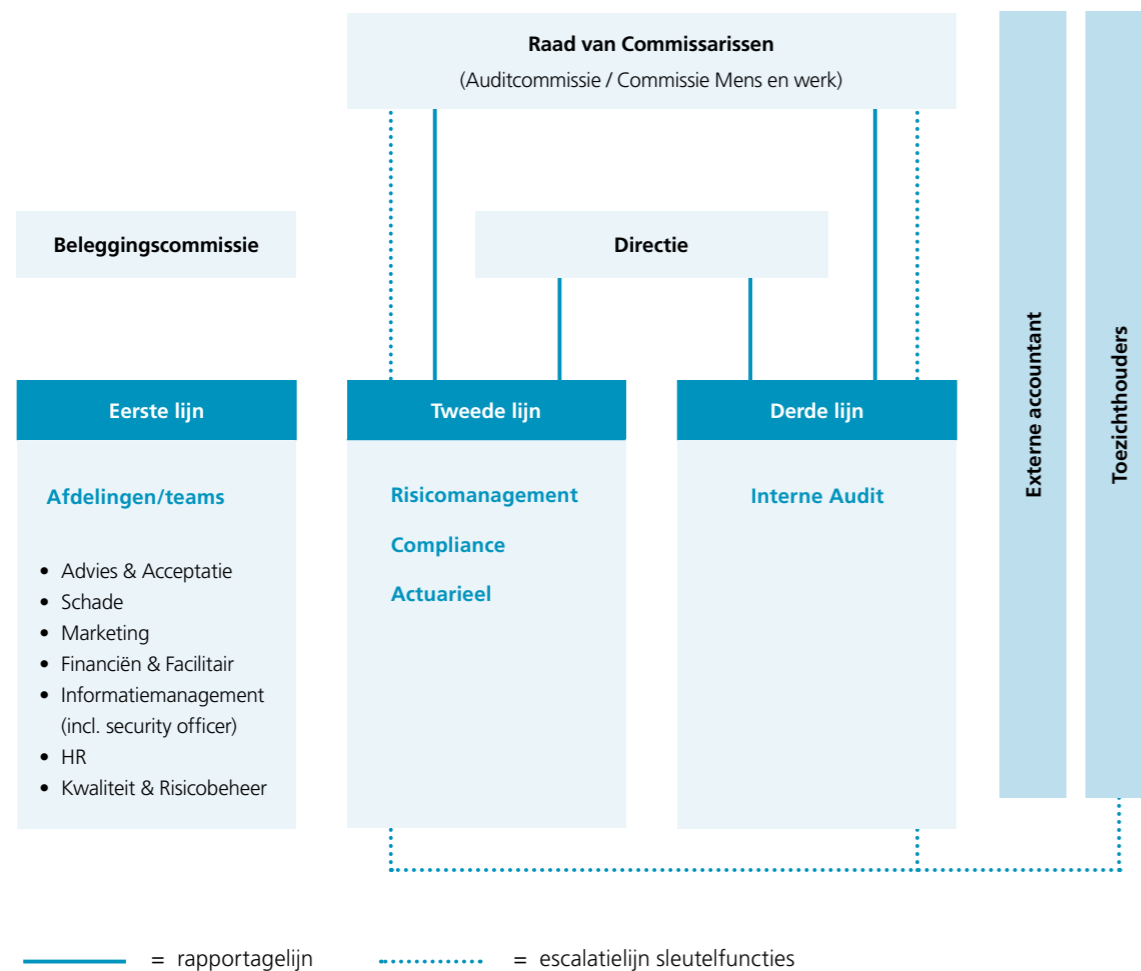 Raad van Commissarissen
(Auditcommissie / Commissie Mens en werk)
Beleggingscommissie
Directie
Eerste lijn
Afdelingen/teams
• Advies & Acceptatie
• Schade
• Marketing
• Financiën & Facilitair
• Informatiemanagement
(incl. security officer)
• HR
• Kwaliteit & Risicobeheer
Tweede lijn
Risicomanagement
Compliance
Actuarieel
Derde lijn
Interne Audit
Externe accountant
Toezichthouders
= rapportagelijn
= escalatielijn sleutelfuncties